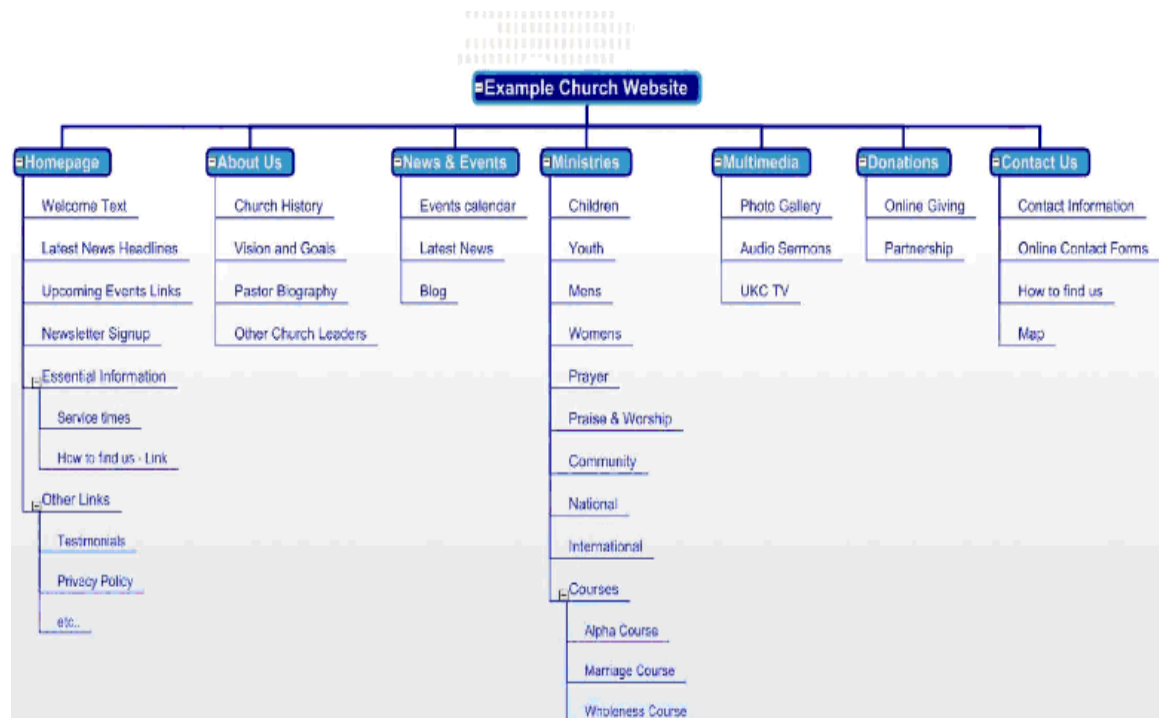 Example Church Website
Homepage
Welcome Text
Latest News Headlines
Upcoming Events Links
Newsletter Signup
Essential Information
Service times
How to find us - Link
Other Links
Testimonials
Privacy Policy
etc..
About Us
Church History
Vision and Goals
Pastor Biography
Other Church Leaders
News & Events
Events calendar
Latest News
Blog
Ministries
Children
Youth
Mens
Womens
Prayer
Praise & Worship
Community
National
International
Courses
Alpha Course
Marriage Course
Wholeness Course
Multimedia
Photo Gallery
Audio Sermons
UKC TV
Donations
Online Giving
Partnership
Contact Us
Contact Information
Online Contact Forms
How to find us
Map